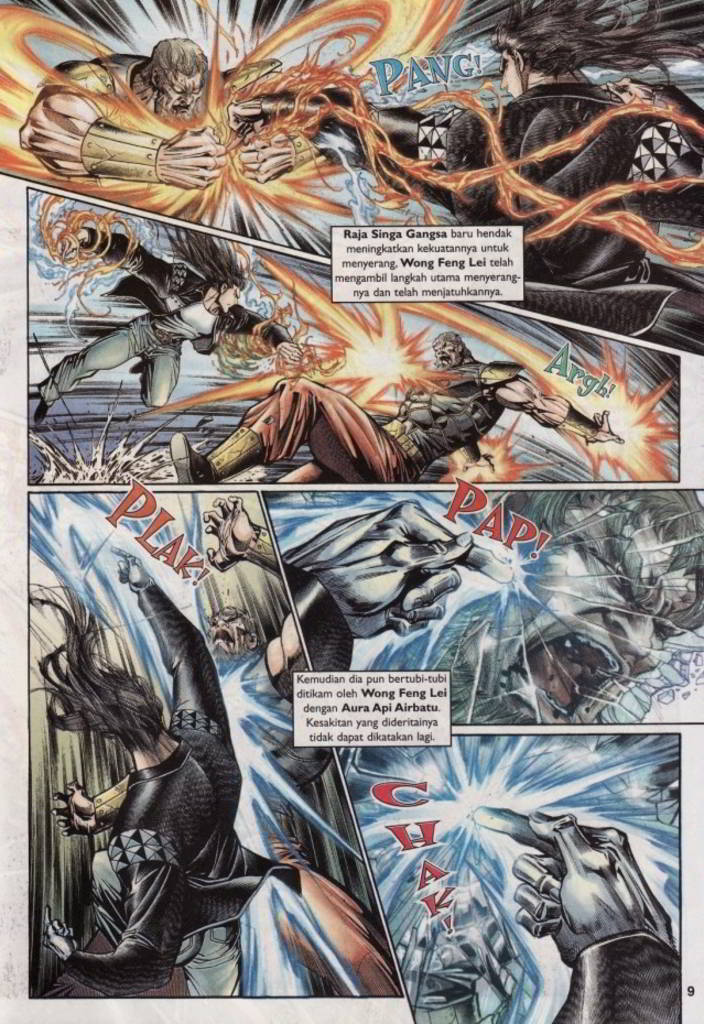 PANG!
Raja Singa Gangsa baru hendak
meningkatkan kekuatannya untuk
menyerang, Wong Feng Lei telah
mengambil langkah utama menyerang-
nya dan telah menjatuhkannya.
Argh!
PLAK!
PAP!
Kemudian dia pun bertubi-tubi
ditikam oleh Wong Feng Lei
dengan Aura Api Airbatu.
Kesakitan yang dideritainya
tidak dapat dikatakan lagi.
CHAK!
9